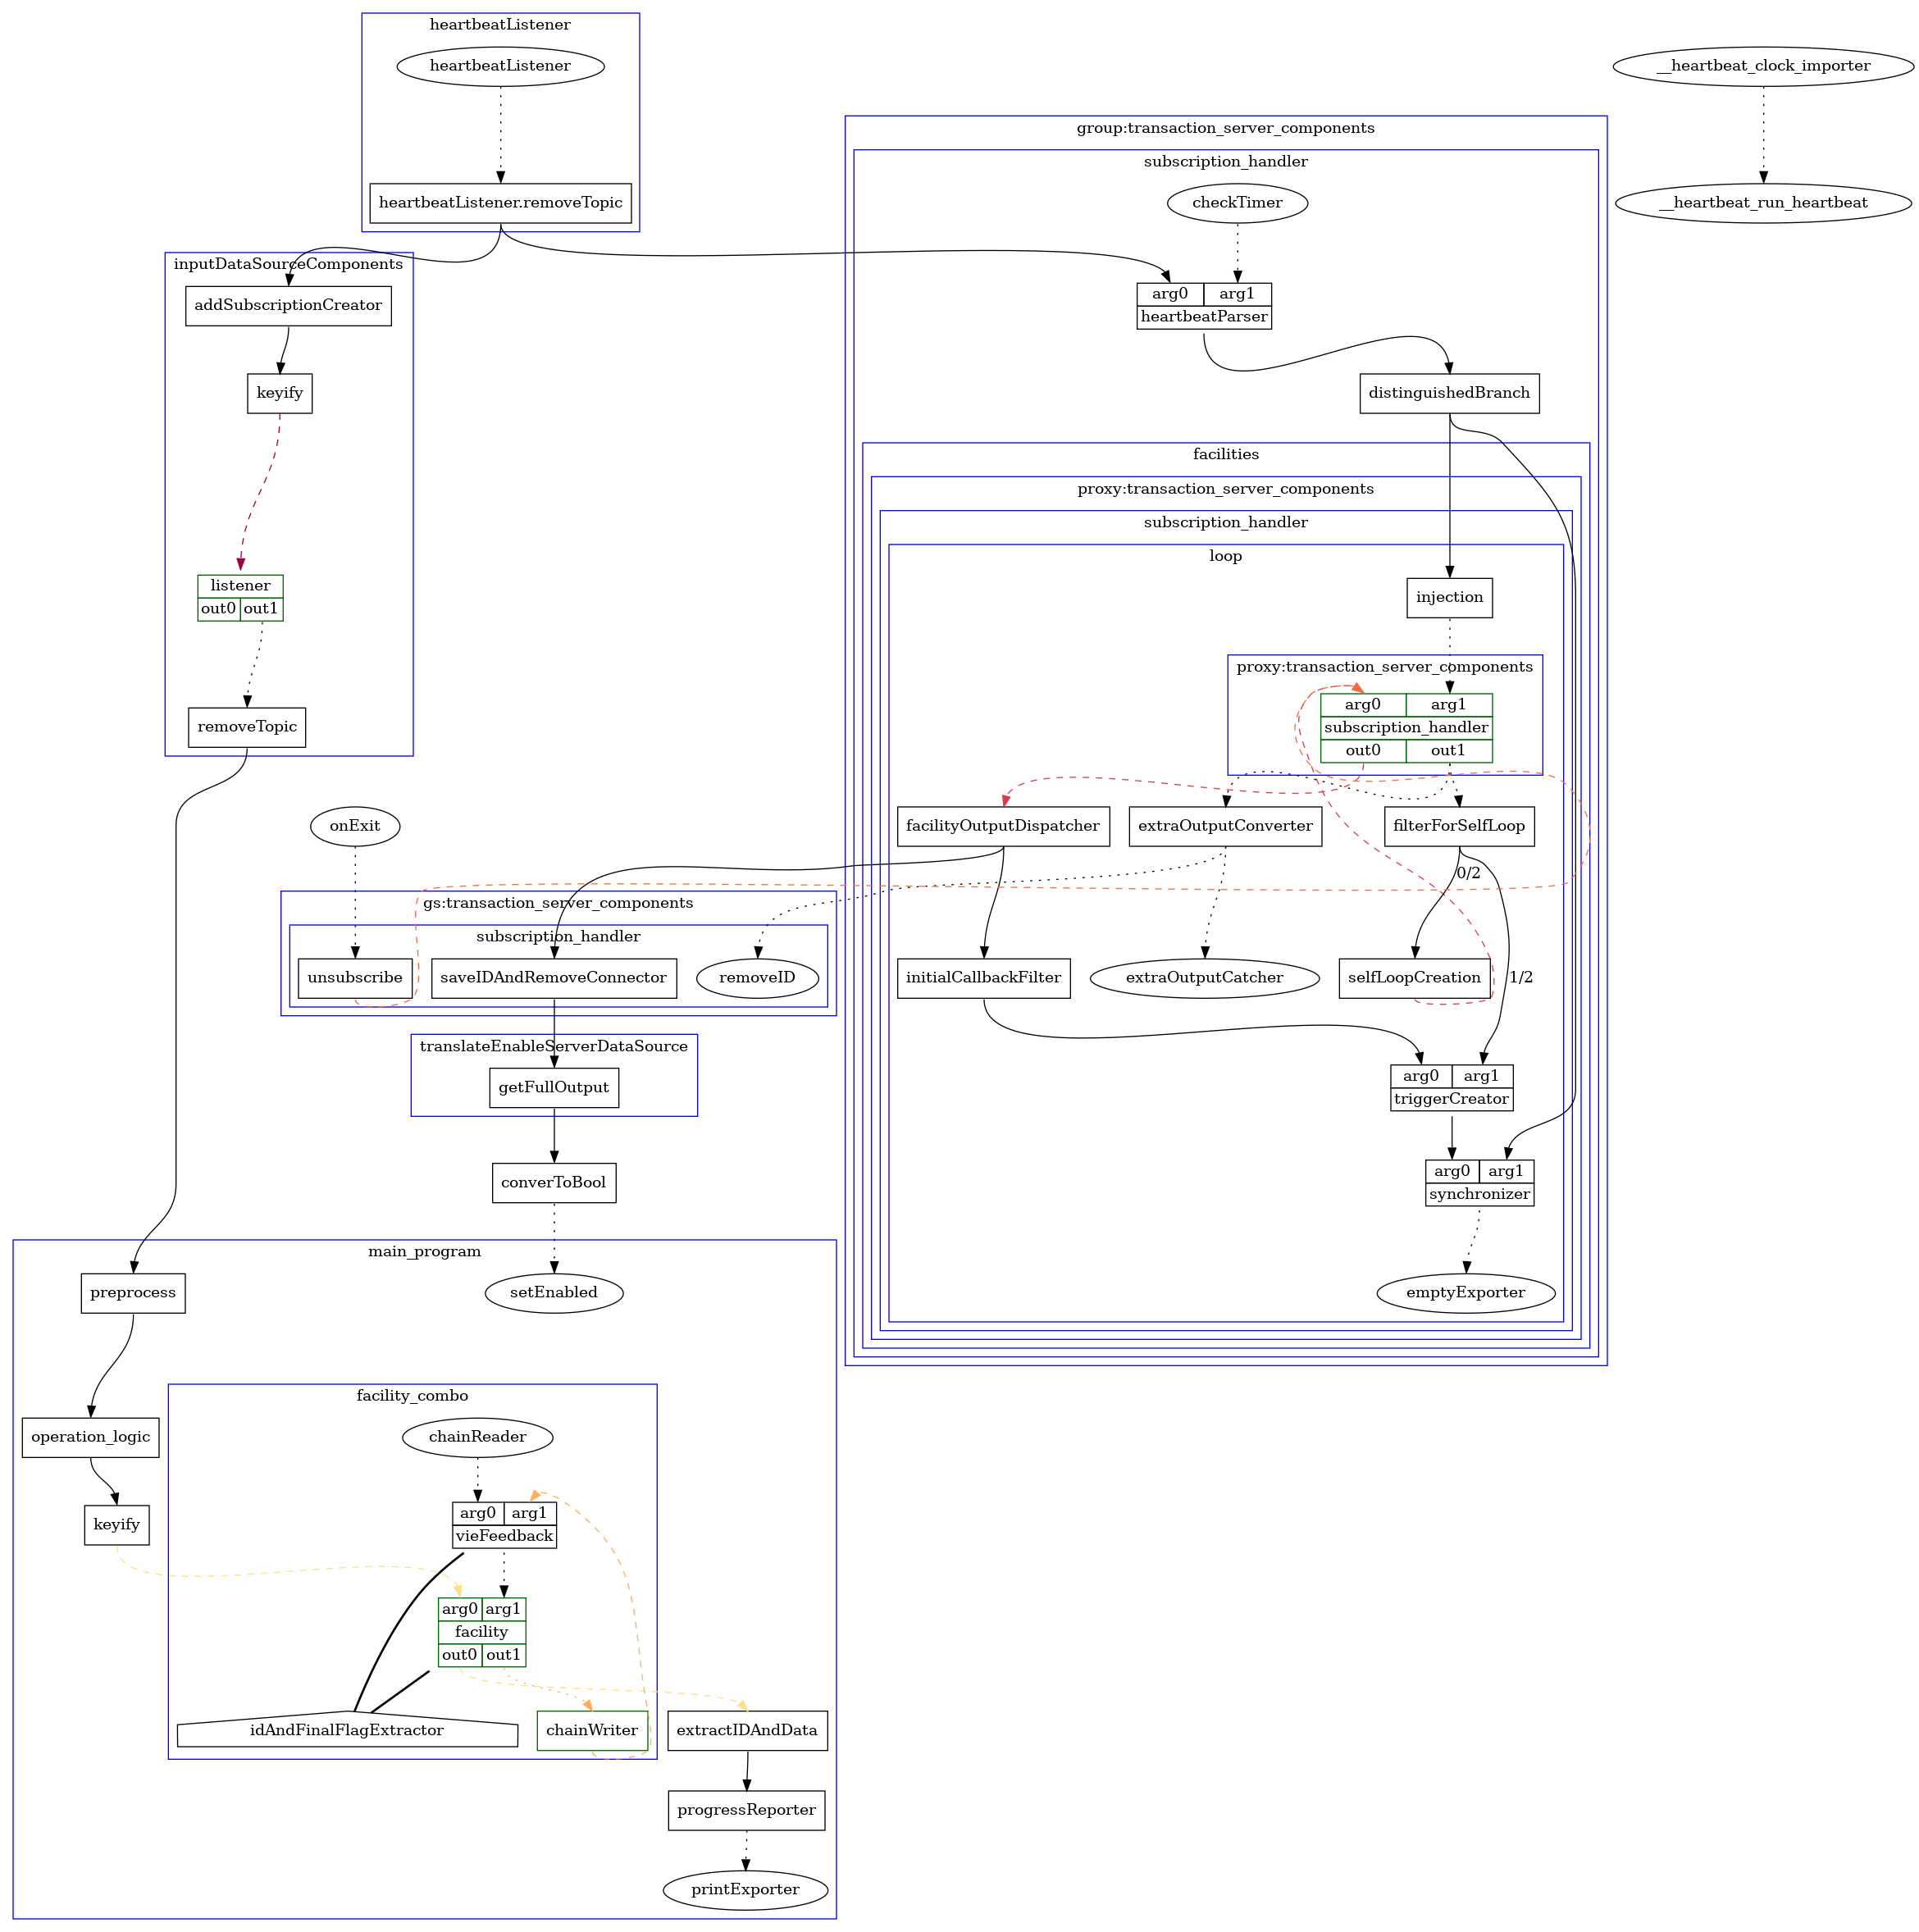 heartbeatListener
heartbeatListener
__heartbeat_clock_importer
group:transaction_server_components
subscription_handler
heartbeatListener.removeTopic
checkTimer
__heartbeat_run_heartbeat
inputDataSourceComponents
addSubscriptionCreator
arg0 arg1
heartbeatParser
keyify
distinguishedBranch
facilities
proxy:transaction_server_components
subscription_handler
loop
listener
out0 out1
injection
proxy:transaction_server_components
arg0 arg1
subscription_handler
out0 out1
removeTopic
onExit
facilityOutputDispatcher
extraOutputConverter
filterForSelfLoop
0/2
gs:transaction_server_components
subscription_handler
unsubscribe
saveIDAndRemoveConnector
removeID
initialCallbackFilter
extraOutputCatcher
selfLoopCreation
1/2
translateEnableServerDataSource
getFullOutput
arg0 arg1
triggerCreator
converToBool
arg0 arg1
synchronizer
main_program
preprocess
setEnabled
emptyExporter
facility_combo
operation_logic
chainReader
keyify
arg0 arg1
vieFeedback
arg0 arg1
facility
out0 out1
idAndFinalFlagExtractor
chainWriter
extractIDAndData
progressReporter
printExporter